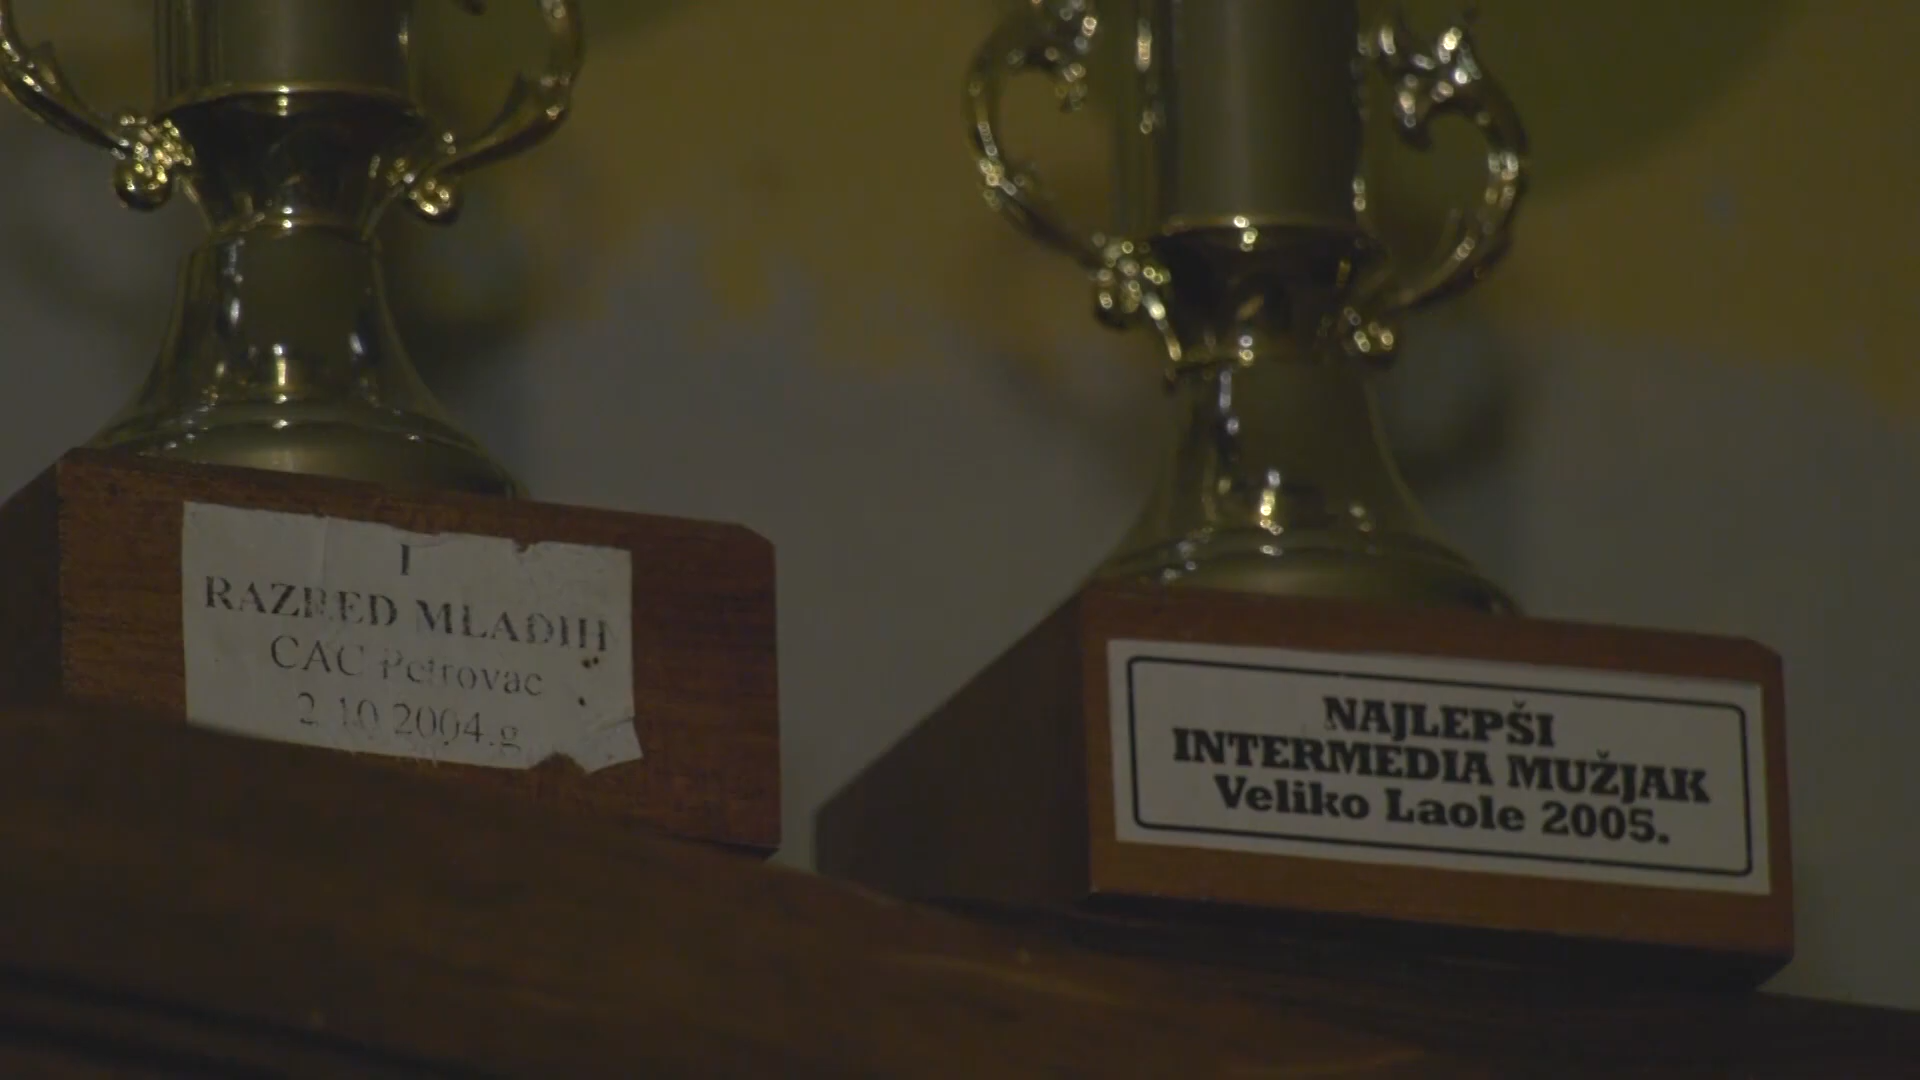 I
RAZRED MLAĐIH
CAC Petrovac
2.10.2004.g
NAJLEPŠI
INTERMEDIA MUŽJAK
Veliko Laole 2005.